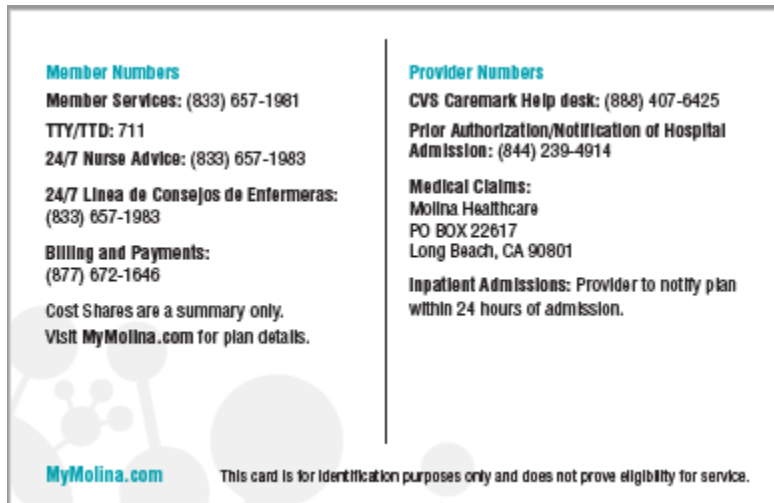 Member Numbers
Member Services: (833) 657-1981
TTY/TTD: 711
24/7 Nurse Advice: (833) 657-1983
24/7 Linea de Consejos de Enfermeras:
(833) 657-1983
Billing and Payments:
(877) 672-1646
Cost Shares are a summary only.
Visit MyMolina.com for plan details.
Provider Numbers
CVS Caremark Help desk: (888) 407-6425
Prior Authorization/Notification of Hospital
Admission: (844) 239-4914
Medical Claims:
Molina Healthcare
PO BOX 22617
Long Beach, CA 90801
Inpatient Admissions: Provider to notify plan
within 24 hours of admission.
MyMolina.com
This card is for identification purposes only and does not prove eligibility for service.